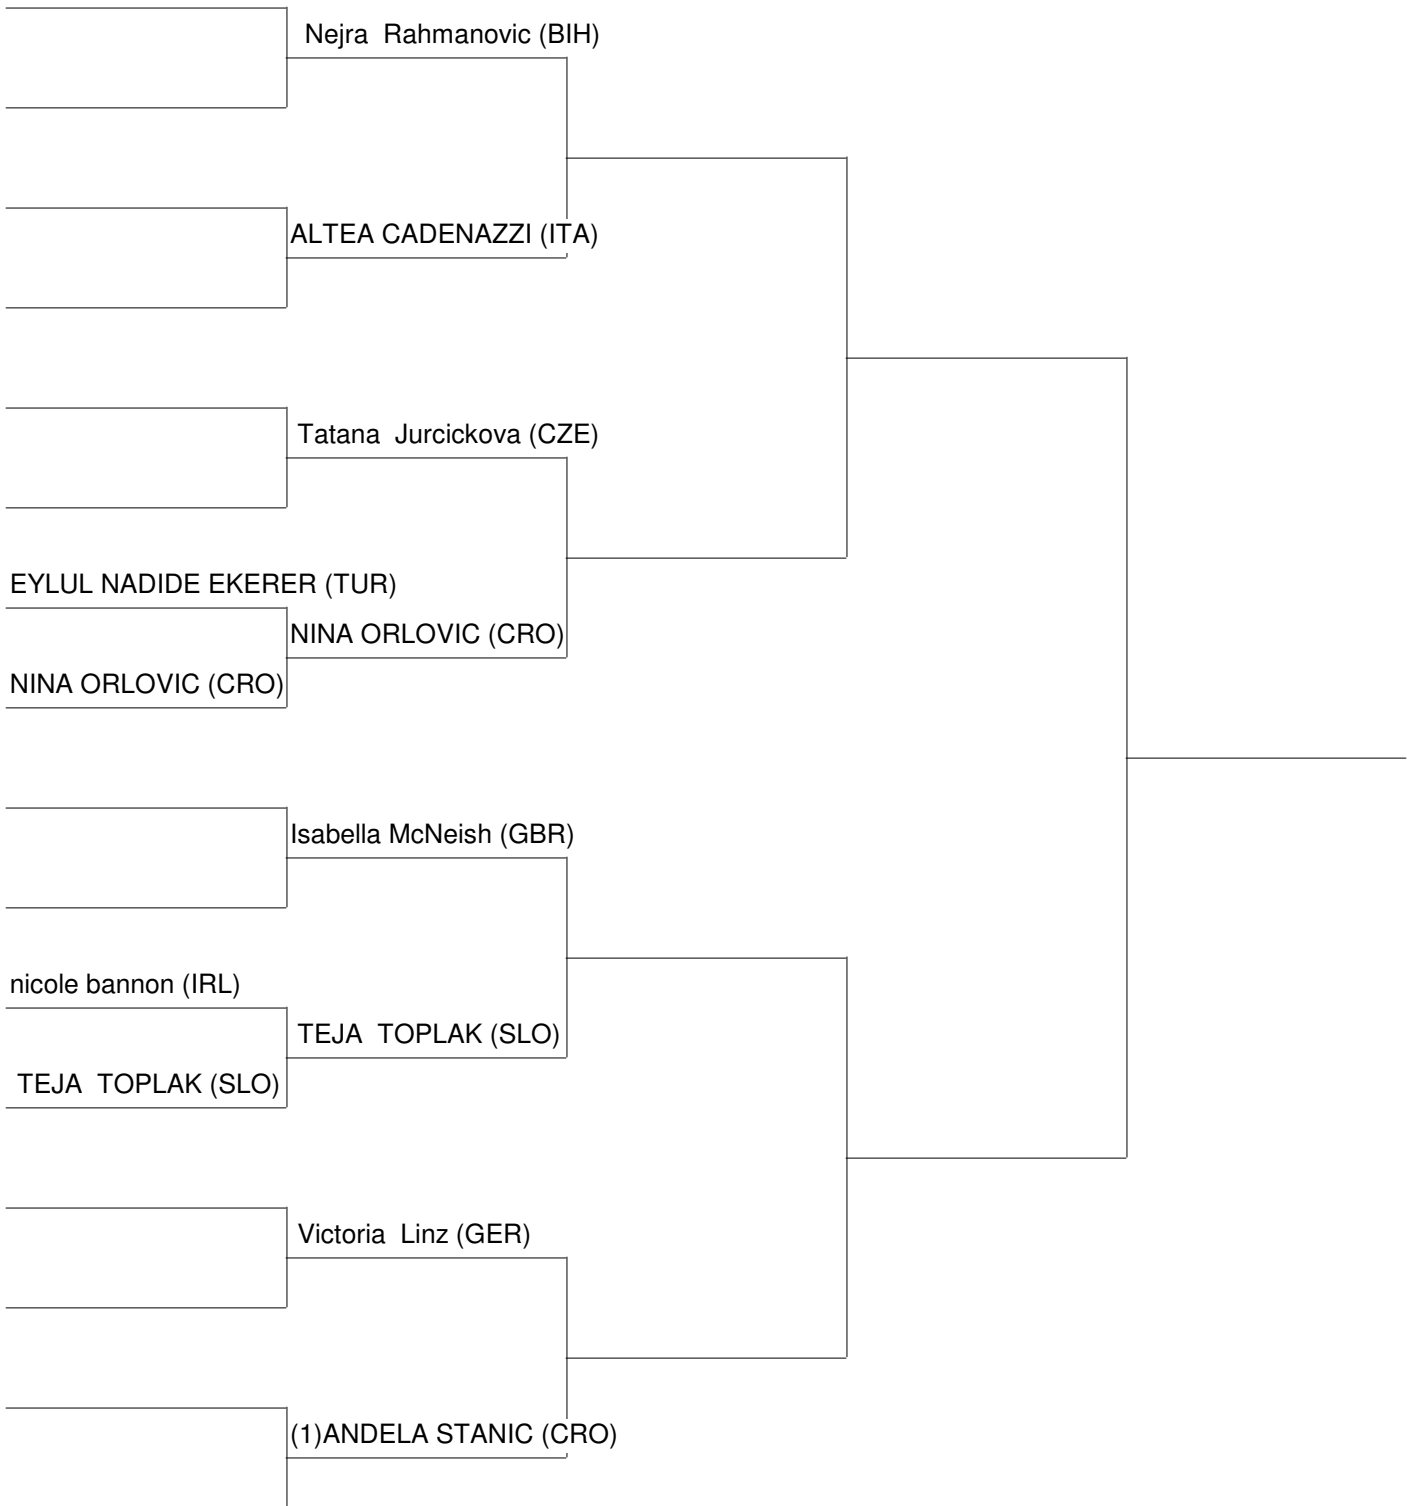 Nejra  Rahmanovic (BIH)
ALTEA CADENAZZI (ITA)
Tatana  Jurcickova (CZE)
EYLUL NADIDE EKERER (TUR)
NINA ORLOVIC (CRO)
NINA ORLOVIC (CRO)
Isabella McNeish (GBR)
nicole bannon (IRL)
TEJA  TOPLAK (SLO)
TEJA  TOPLAK (SLO)
Victoria  Linz (GER)
(1)ANDELA STANIC (CRO)